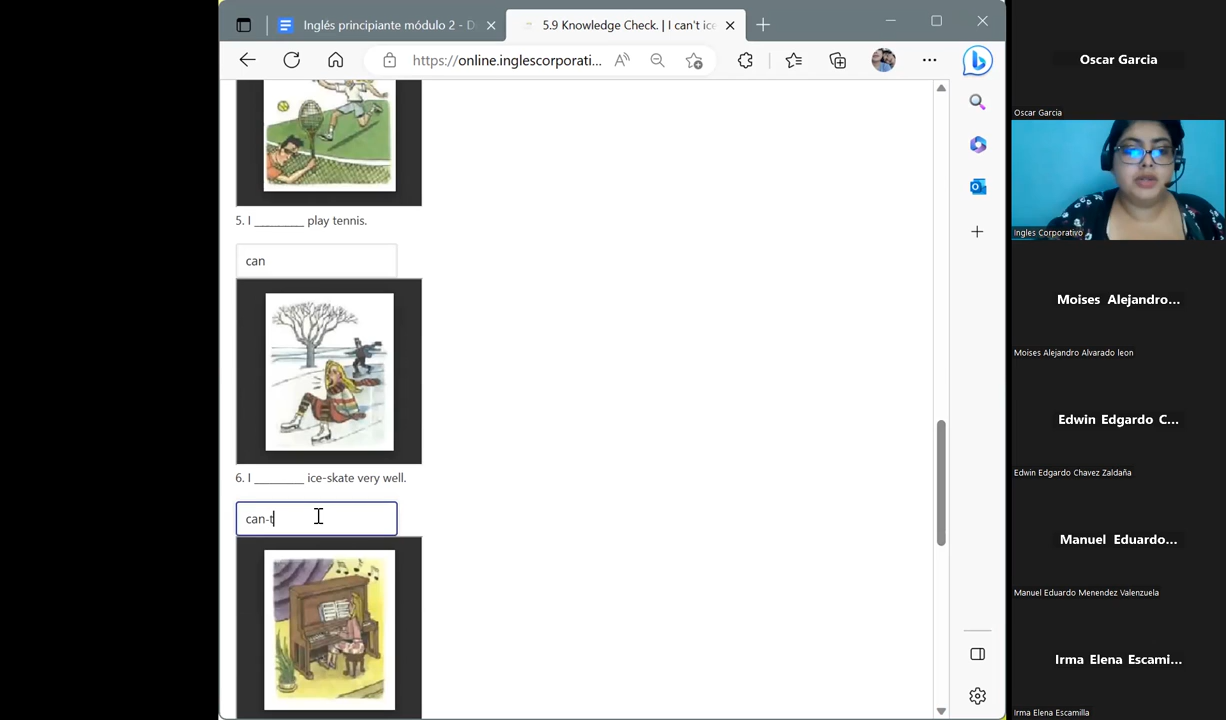 Inglés principiante módulo 2 - D
5.9 Knowledge Check. | I can't ice
https://online.inglescorporati...
5. I ________ play tennis.
can
6. I ________ ice-skate very well.
can-t
Oscar Garcia
Oscar Garcia
Ingles Corporativo
Moises Alejandro...
Moises Alejandro Alvarado leon
Edwin Edgardo C...
Edwin Edgardo Chavez Zaldaña
Manuel Eduardo...
Manuel Eduardo Menendez Valenzuela
Irma Elena Escami...
Irma Elena Escamilla